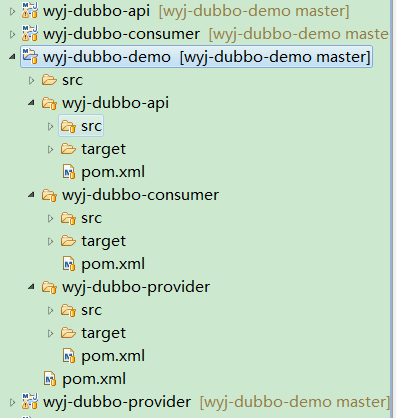 wyj-dubbo-api [wyj-dubbo-demo master]
wyj-dubbo-consumer [wyj-dubbo-demo maste
wyj-dubbo-demo [wyj-dubbo-demo master]
src
wyj-dubbo-api
src
target
pom.xml
wyj-dubbo-consumer
src
target
pom.xml
wyj-dubbo-provider
src
target
pom.xml
pom.xml
wyj-dubbo-provider [wyj-dubbo-demo master]